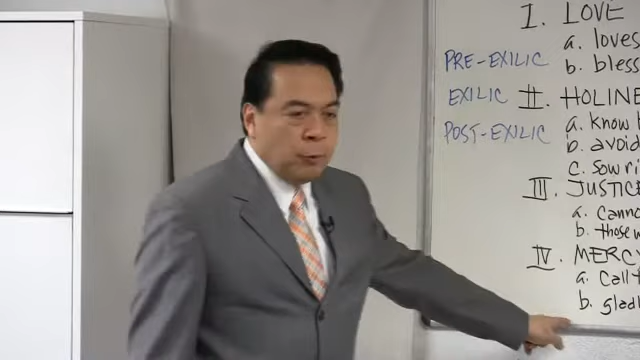 I. LOVE
a. loves
PRE-EXILIC b. bless
EXILIC II. HOLINE
POST-EXILIC a. know
b. avoid
c. sow ri
III. JUSTICE
a. canno
b. those w
IV MERCY
a. call
b. glad